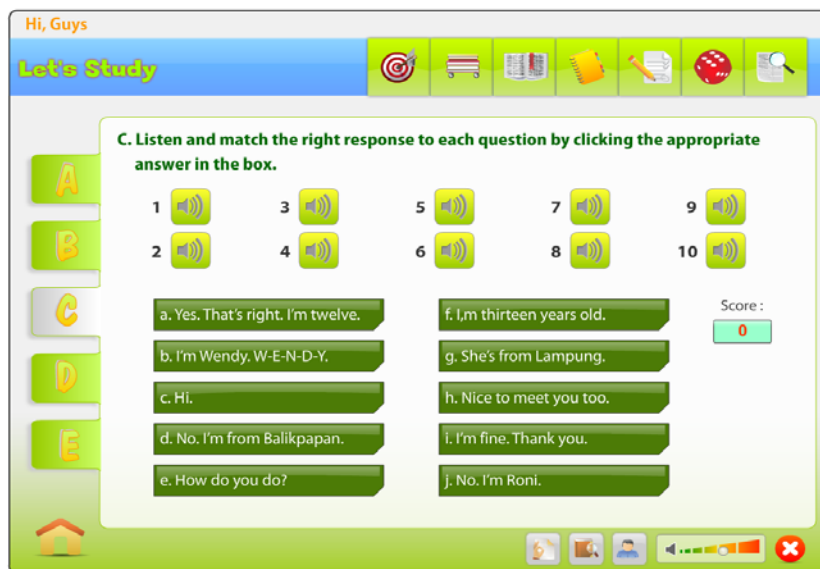 Hi, Guys
Let's Study
C. Listen and match the right response to each question by clicking the appropriate
answer in the box.
A
B
C
D
E
1 3 5 7 9
2 4 6 8 10
a. Yes. That's right. I'm twelve.
b. I'm Wendy. W-E-N-D-Y.
c. Hi.
d. No. I'm from Balikpapan.
e. How do you do?
f. I,m thirteen years old.
g. She's from Lampung.
h. Nice to meet you too.
i. I'm fine. Thank you.
j. No. I'm Roni.
Score :
0